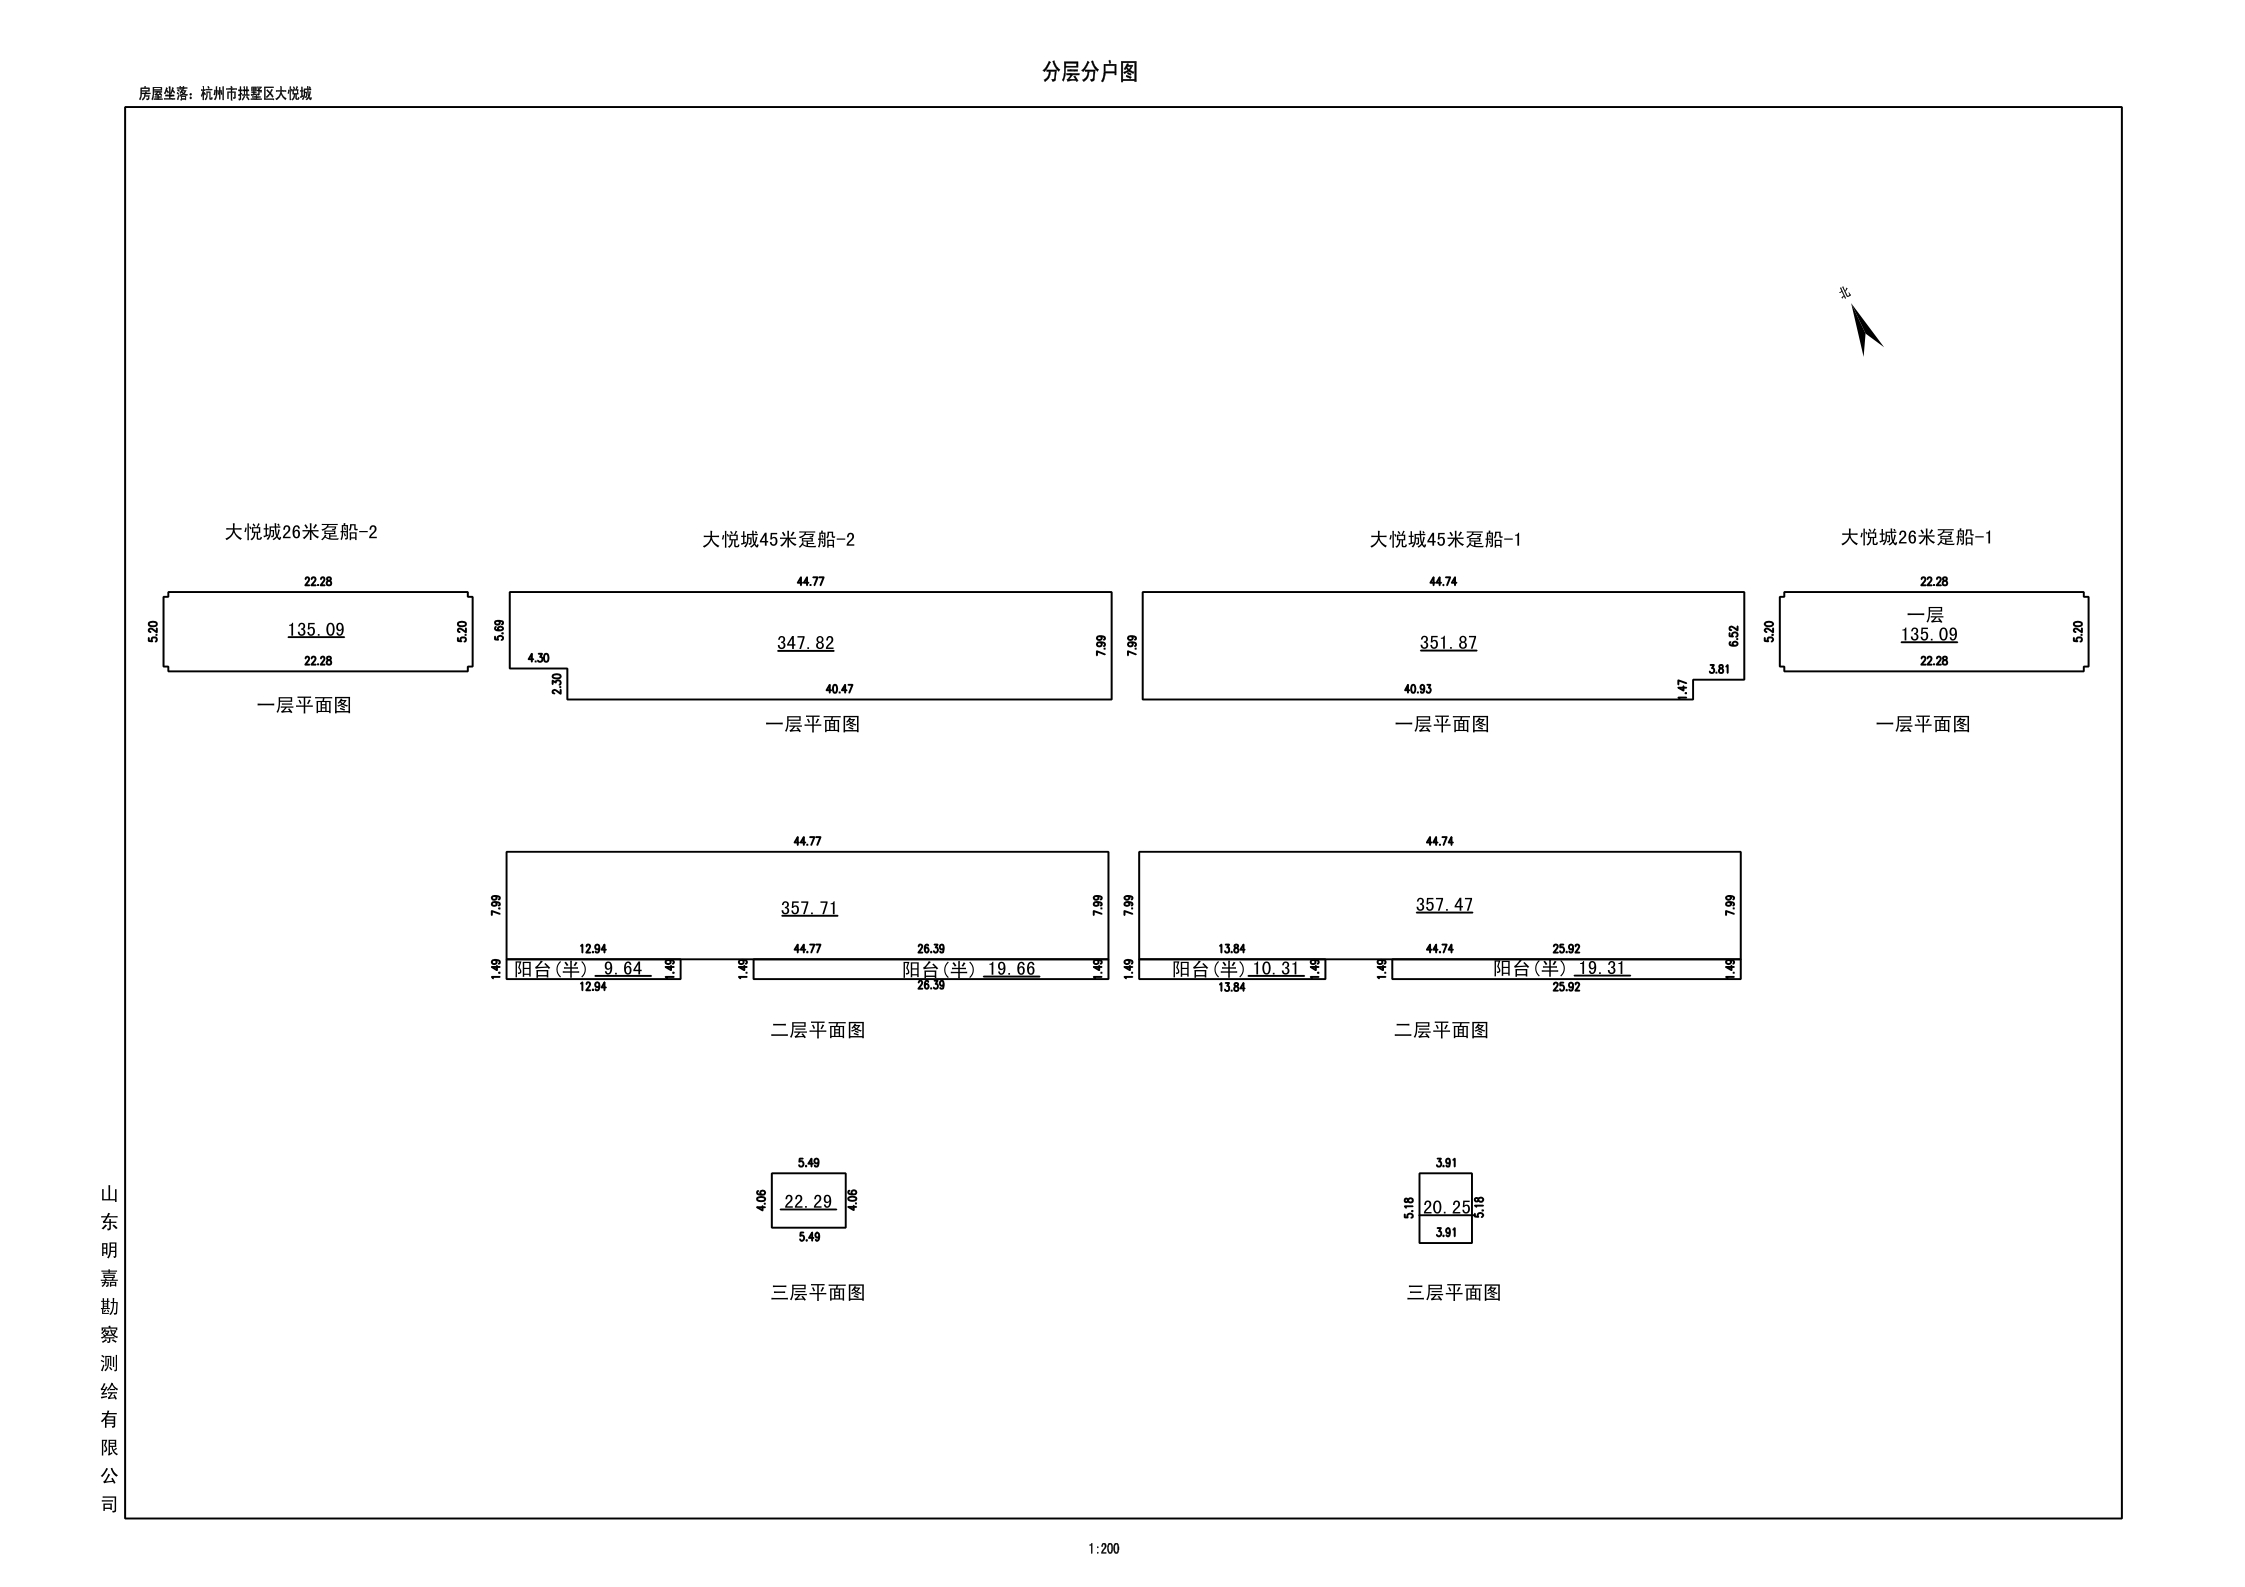 分层分户图
房屋坐落：杭州市拱墅区大悦城
北
大悦城26米趸船-2
大悦城45米趸船-2
大悦城45米趸船-1
大悦城26米趸船-1
22.28
5.20
135.09
5.20
22.28
一层平面图
44.77
5.69
347.82
7.99
4.30
2.30
40.47
一层平面图
44.74
7.99
351.87
6.52
3.81
1.47
40.93
一层平面图
22.28
5.20
一层
135.09
5.20
22.28
一层平面图
44.77
7.99
357.71
7.99
12.94
44.77
26.39
1.49
阳台(半) 9.64
1.49
1.49
阳台(半) 19.66
1.49
12.94
26.39
二层平面图
44.74
7.99
357.47
7.99
13.84
44.74
25.92
1.49
阳台(半) 10.31
1.49
1.49
阳台(半) 19.31
1.49
13.84
25.92
二层平面图
5.49
4.06
22.29
4.06
5.49
三层平面图
3.91
5.18
20.25
5.18
3.91
三层平面图
山东明嘉勘察测绘有限公司
1:200